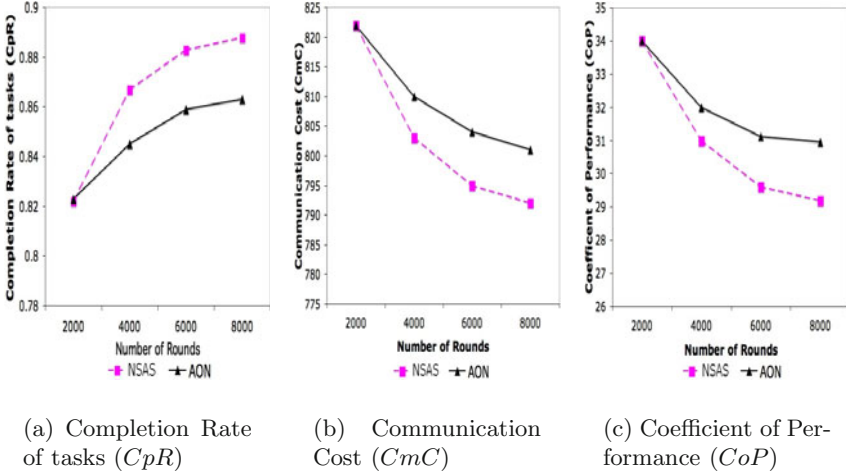 Completion Rate of tasks (CpR)
0.9
0.88
0.86
0.84
0.82
0.8
0.78
2000 4000 6000 8000
Number of Rounds
NSAS AON
Communication Cost (CmC)
825
820
815
810
805
800
795
790
785
780
775
2000 4000 6000 8000
Number of Rounds
NSAS AON
Coefficent of Performance (CoP)
35
34
33
32
31
30
29
28
27
26
2000 4000 6000 8000
Number of Rounds
NSAS AON
(a) Completion Rate
of tasks (CpR)
(b) Communication
Cost (CmC)
(c) Coefficient of Per-
formance (CoP)